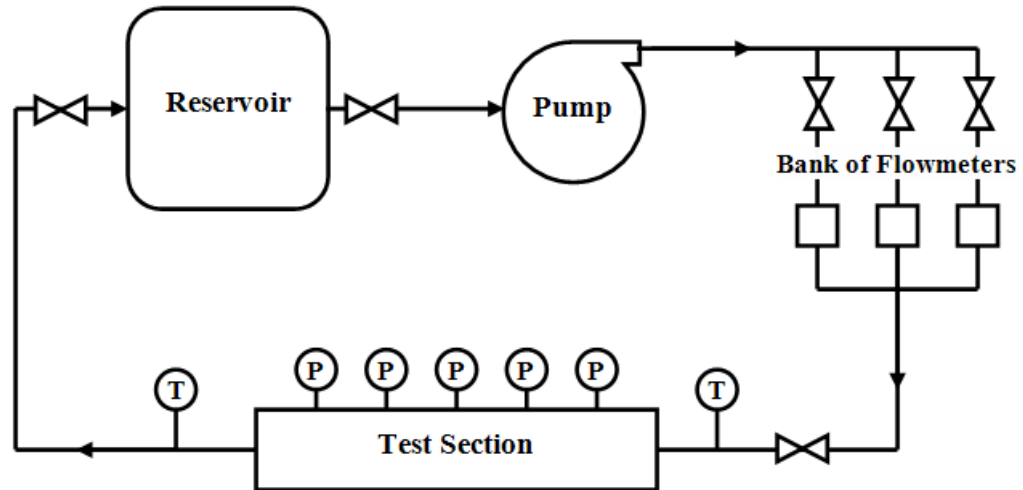 Reservoir
Pump
Bank of Flowmeters
P P P P P
T
T
Test Section